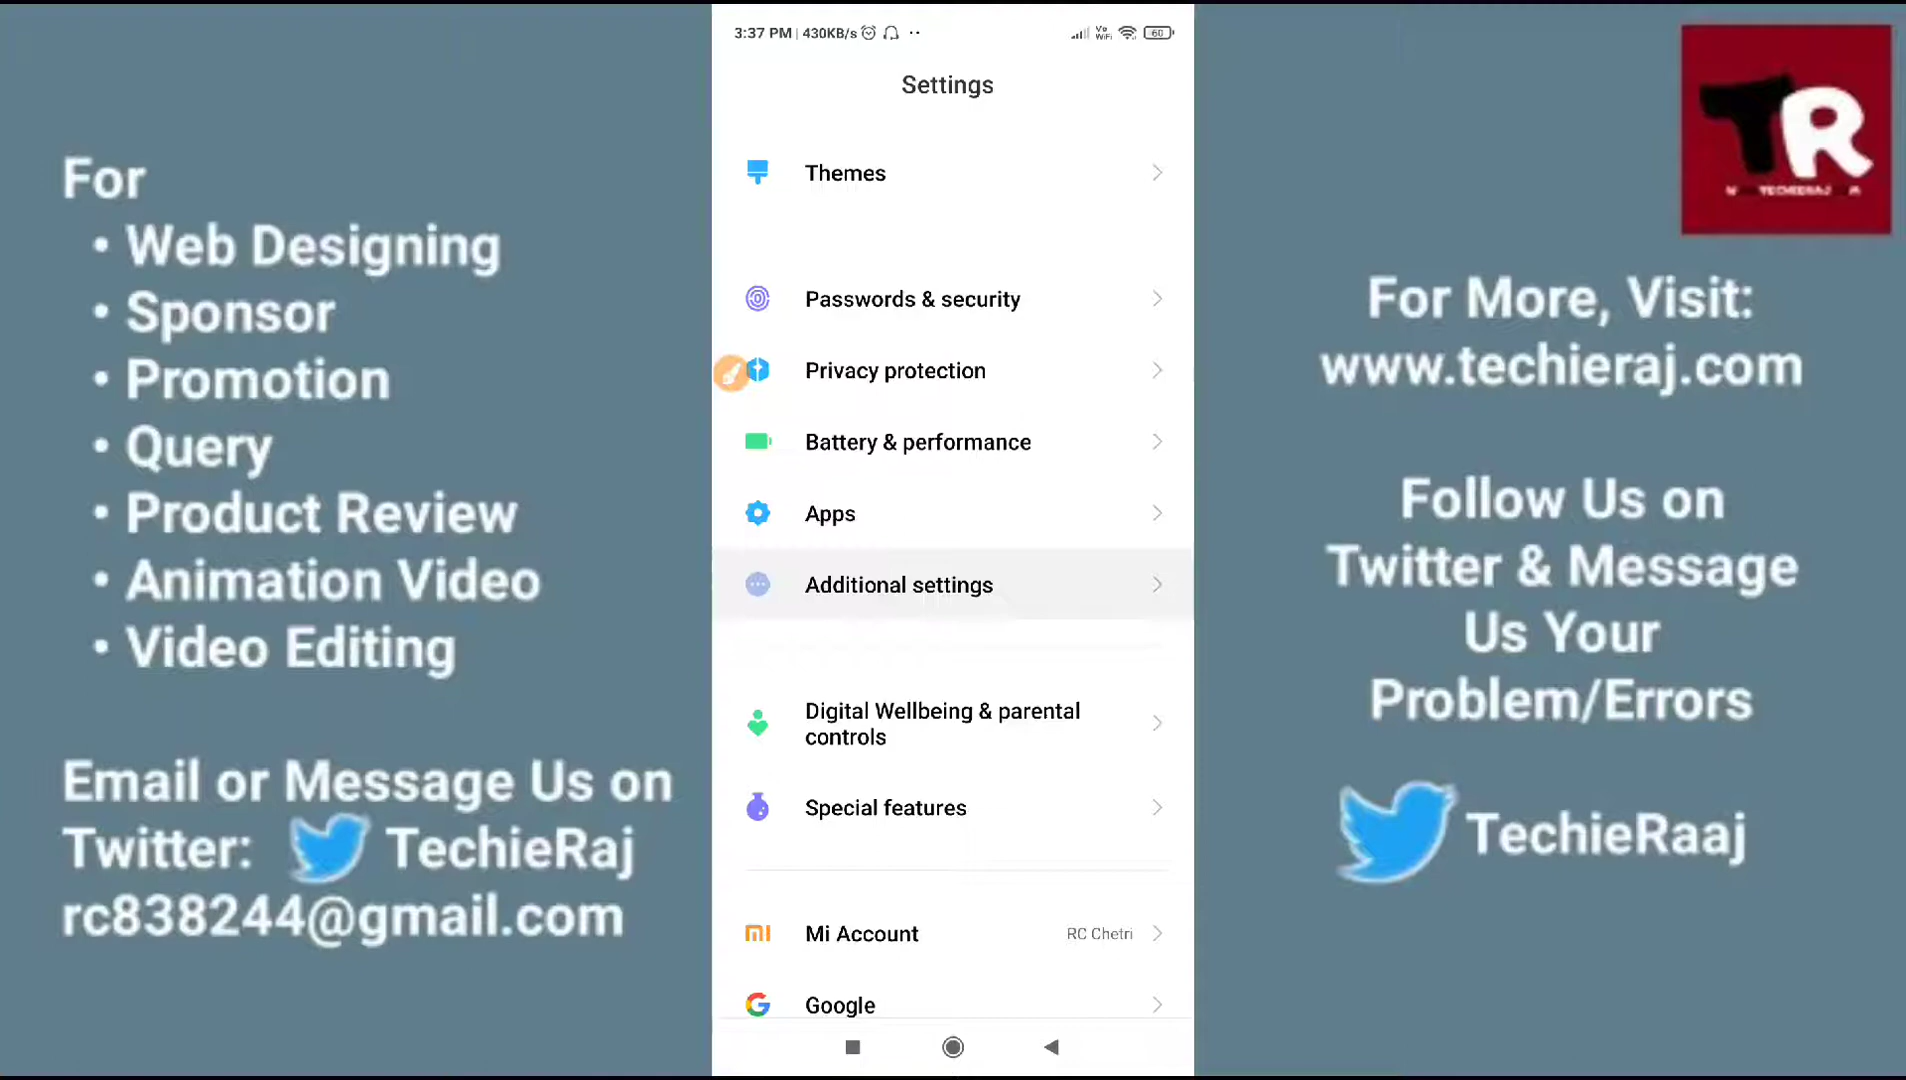 For
• Web Designing
• Sponsor
• Promotion
• Query
• Product Review
• Animation Video
• Video Editing
Email or Message Us on
Twitter: TechieRaj
rc838244@gmail.com
3:37 PM | 430KB/s
Vo
WiFi
60
Settings
Themes
Passwords & security
Privacy protection
Battery & performance
Apps
Additional settings
Digital Wellbeing & parental
controls
Special features
Mi Account RC Chetri
Google
TR
For More, Visit:
www.techieraj.com
Follow Us on
Twitter & Message
Us Your
Problem/Errors
TechieRaaj